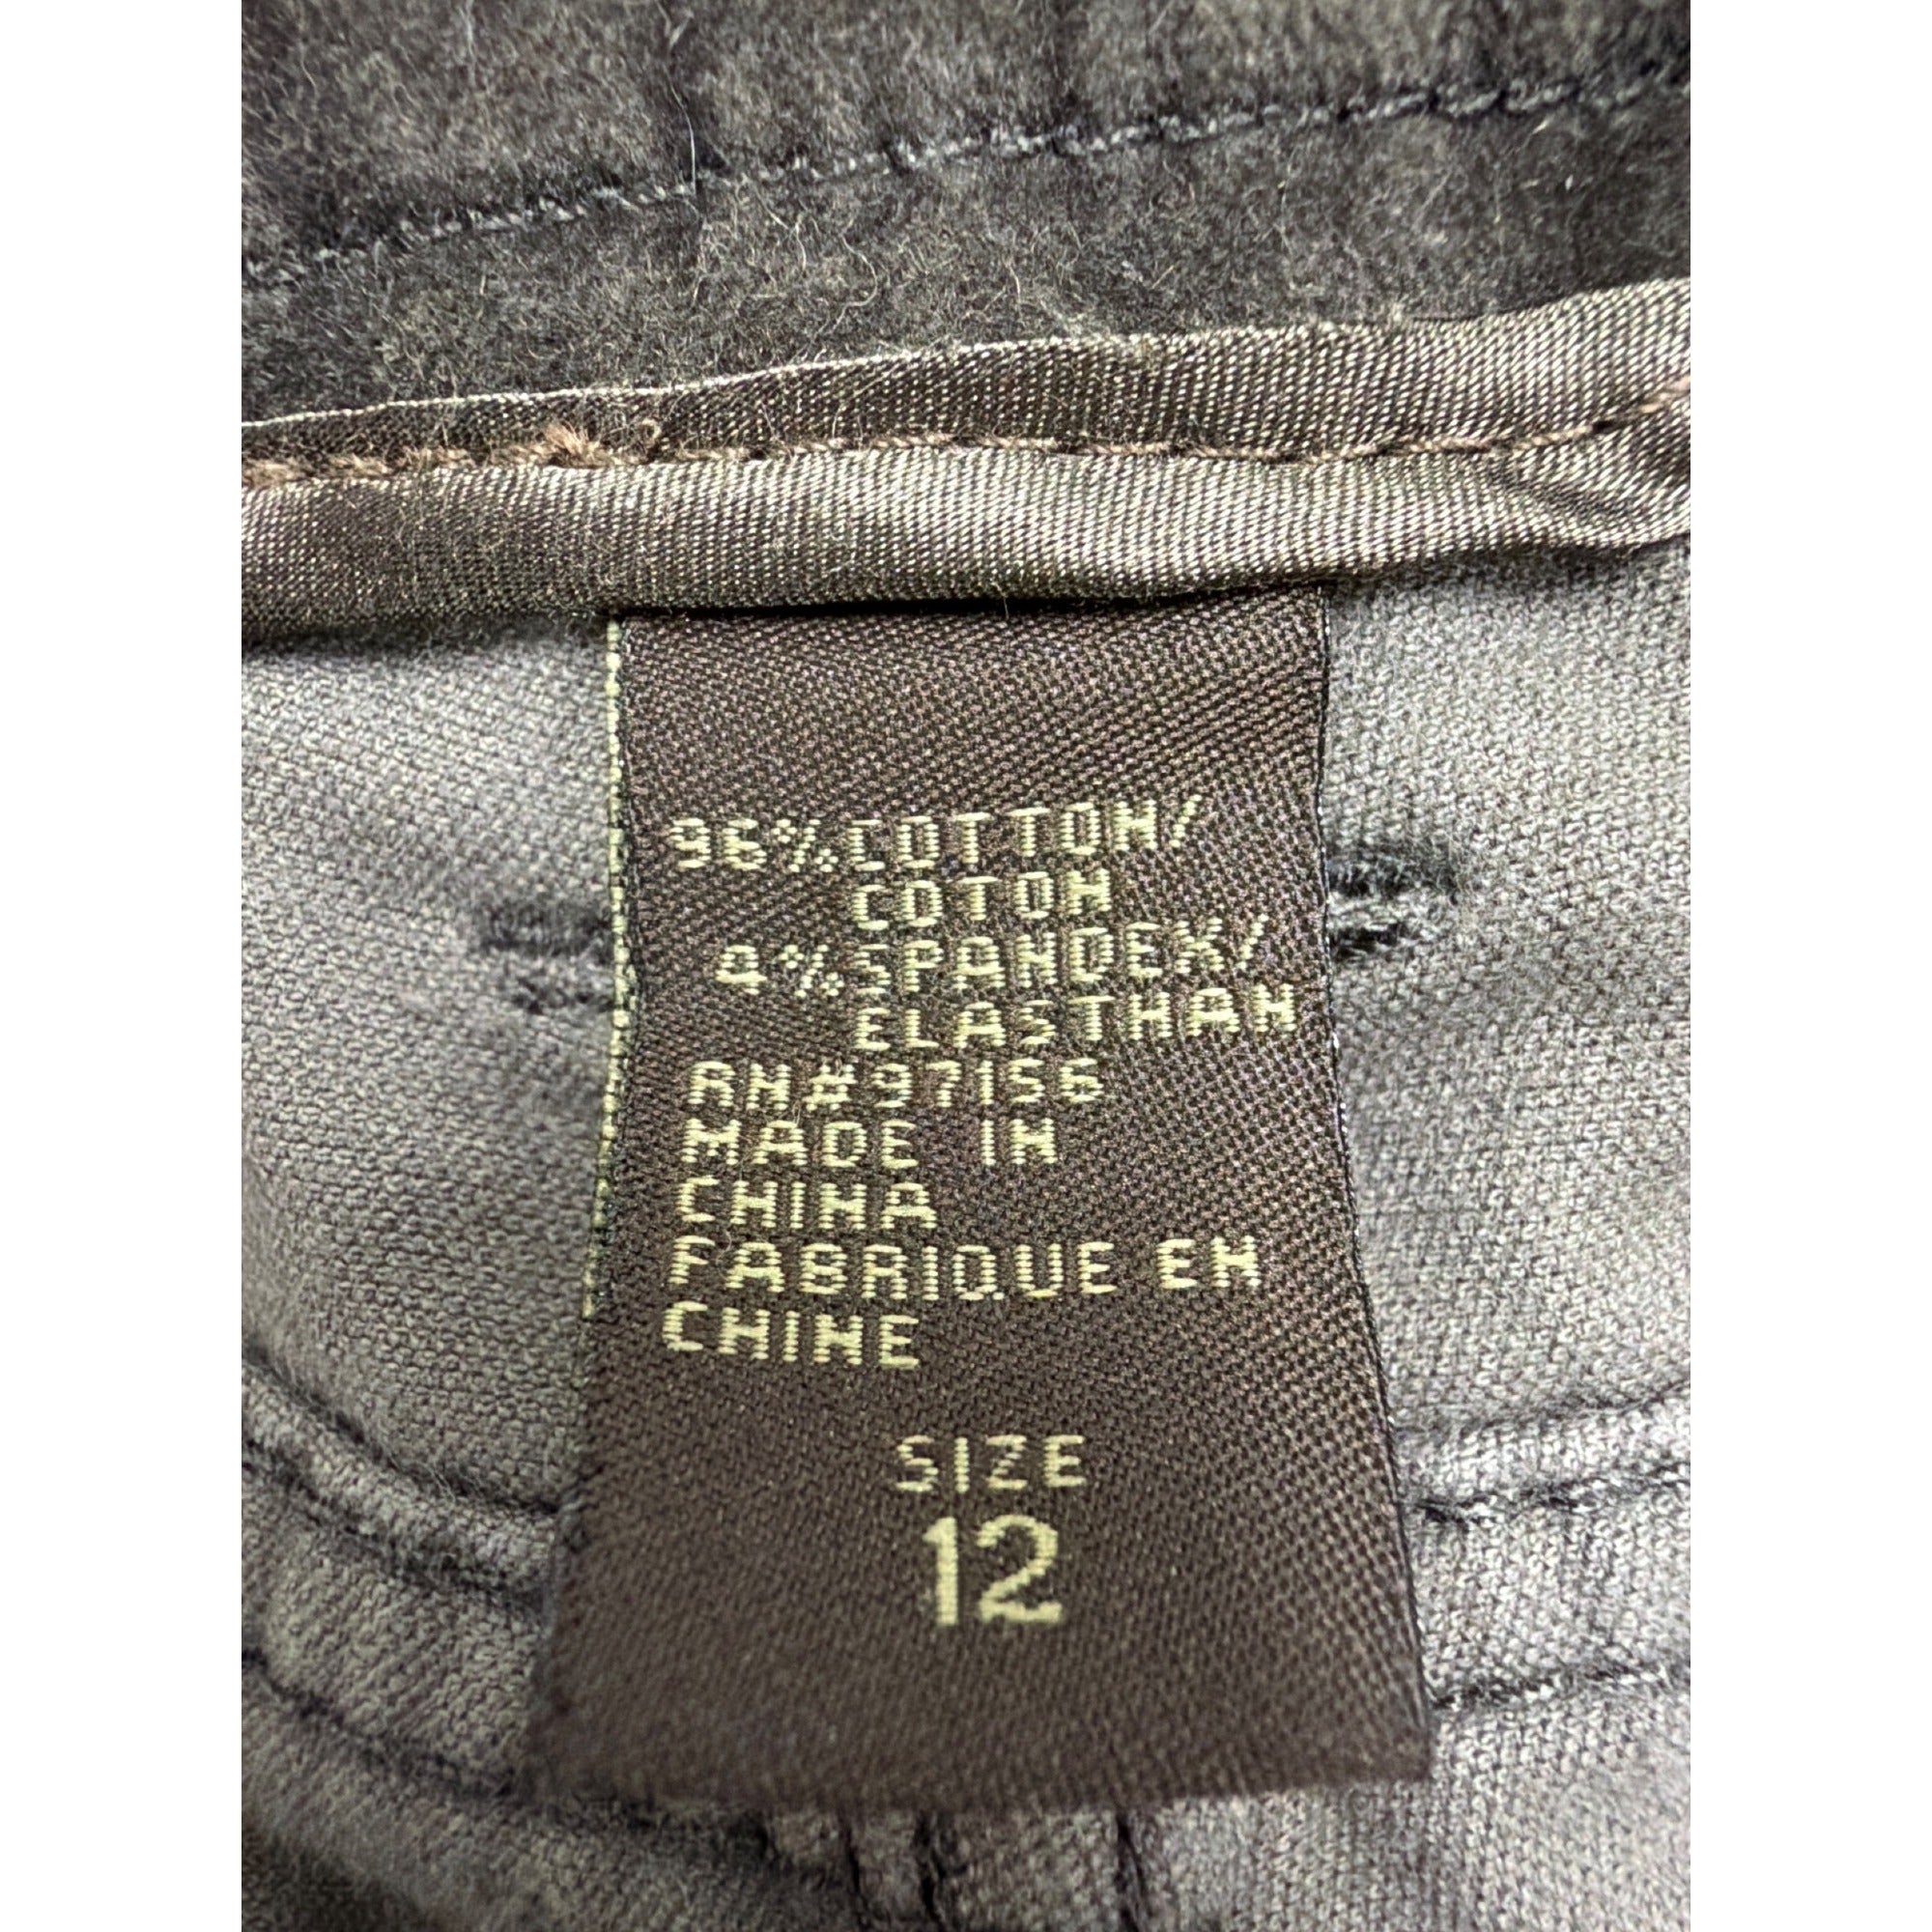 96% COTTON/
COTON
4% SPANDEX/
ELASTHAN
RN#97156
MADE IN
CHINA
FABRIQUE EN
CHINE
SIZE
12